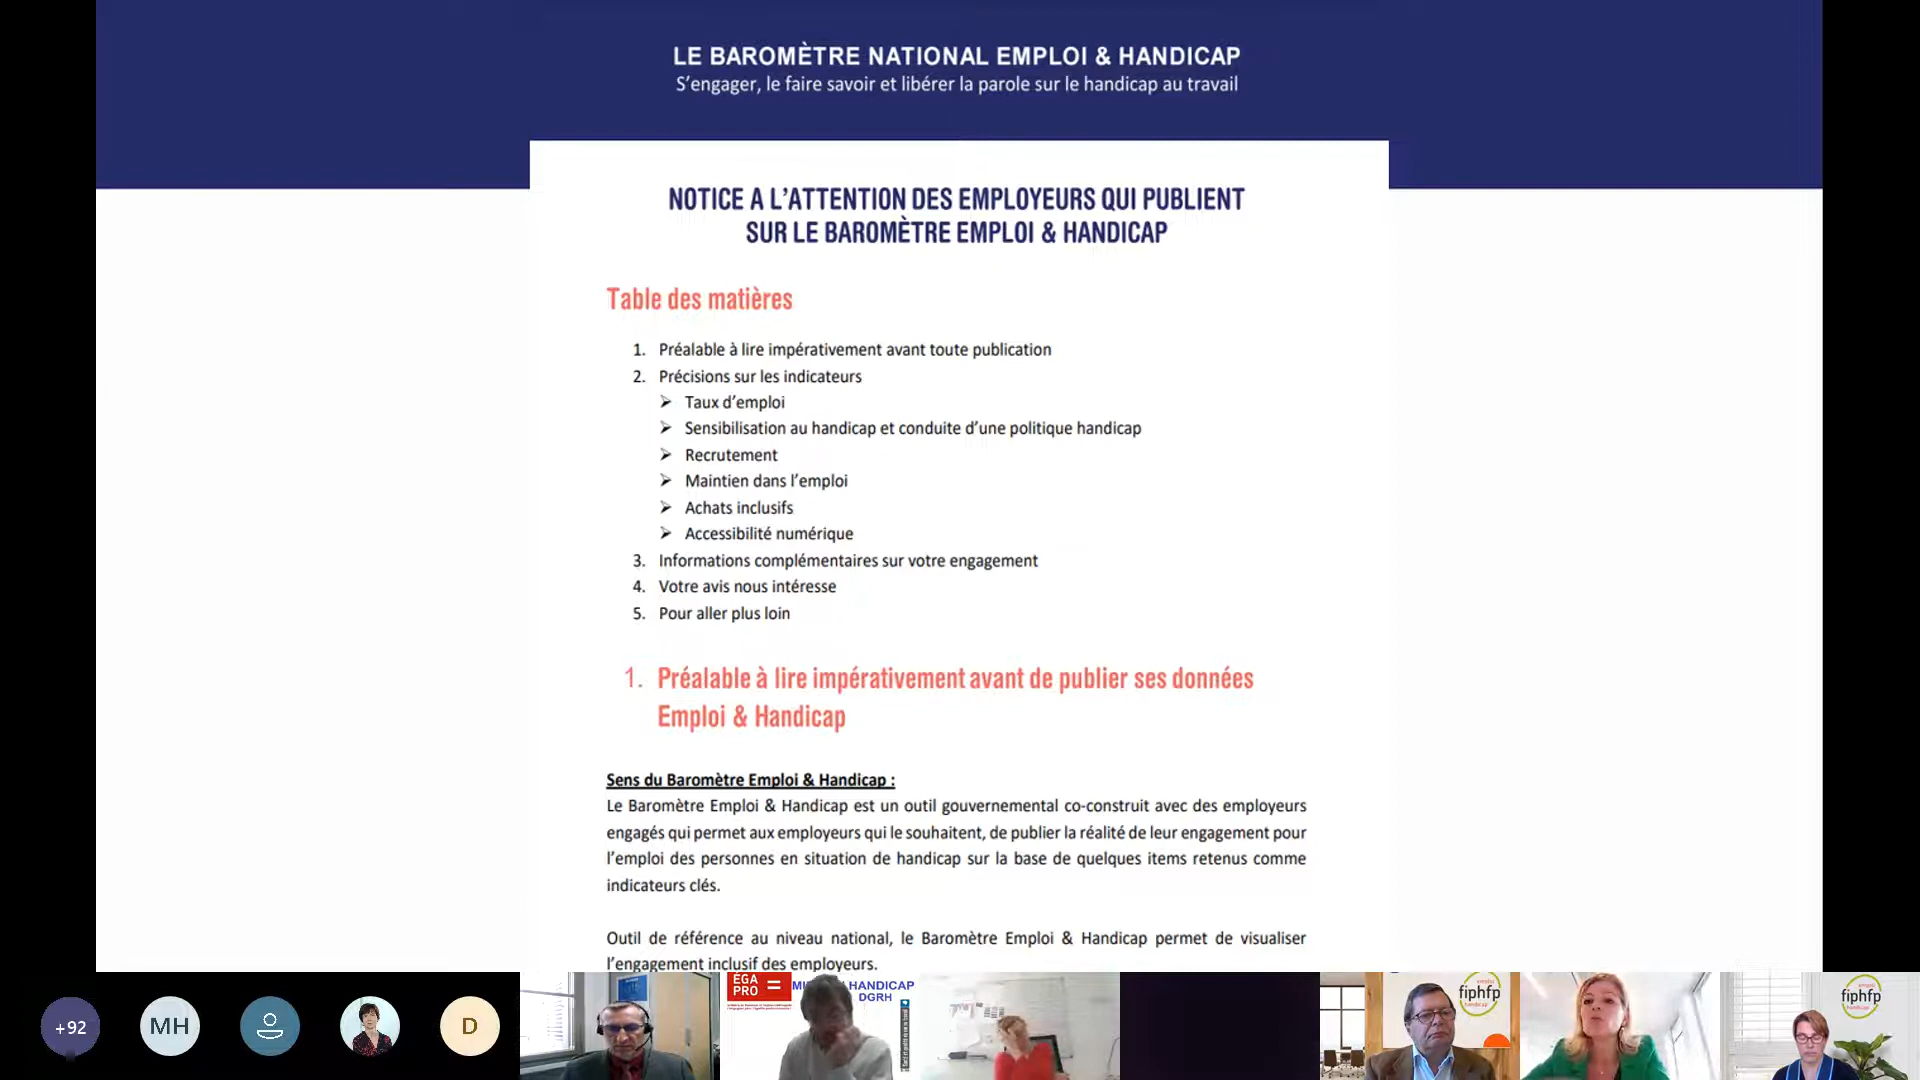 LE BAROMÈTRE NATIONAL EMPLOI & HANDICAP
S'engager, le faire savoir et libérer la parole sur le handicap au travail
NOTICE A L'ATTENTION DES EMPLOYEURS QUI PUBLIENT
SUR LE BAROMÈTRE EMPLOI & HANDICAP
Table des matières
1. Préalable à lire impérativement avant toute publication
2. Précisions sur les indicateurs
➢ Taux d'emploi
➢ Sensibilisation au handicap et conduite d'une politique handicap
➢ Recrutement
➢ Maintien dans l'emploi
➢ Achats inclusifs
➢ Accessibilité numérique
3. Informations complémentaires sur votre engagement
4. Votre avis nous intéresse
5. Pour aller plus loin
1. Préalable à lire impérativement avant de publier ses données
Emploi & Handicap
Sens du Baromètre Emploi & Handicap :
Le Baromètre Emploi & Handicap est un outil gouvernemental co-construit avec des employeurs
engagés qui permet aux employeurs qui le souhaitent, de publier la réalité de leur engagement pour
l'emploi des personnes en situation de handicap sur la base de quelques items retenus comme
indicateurs clés.
Outil de référence au niveau national, le Baromètre Emploi & Handicap permet de visualiser
l'engagement inclusif des employeurs.
+92
MH
D
ÉGA
PRO =
HANDICAP
DGRH
fiphfp
handicap
fiphfp
handicap